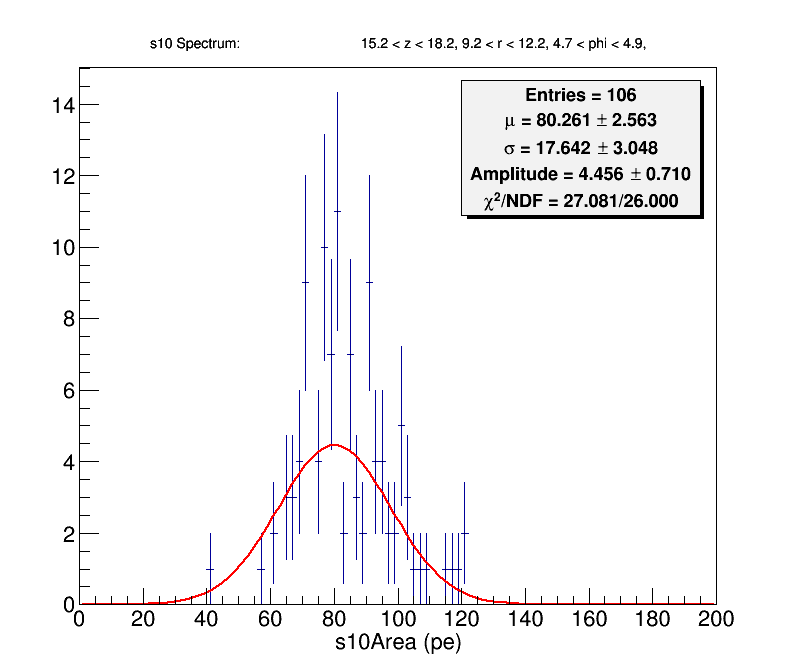 s10 Spectrum: 15.2 < z < 18.2, 9.2 < r < 12.2, 4.7 < phi < 4.9,
Entries = 106
μ = 80.261 ± 2.563
σ = 17.642 ± 3.048
Amplitude = 4.456 ± 0.710
χ²/NDF = 27.081/26.000
14
12
10
8
6
4
2
0
0 20 40 60 80 100 120 140 160 180 200
s10Area (pe)